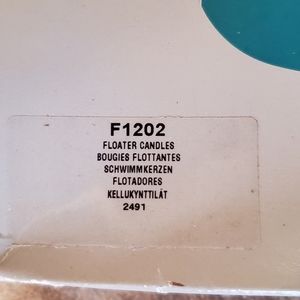 F1202
FLOATER CANDLES
BOUGIES FLOTTANTES
SCHWIMMKERZEN
FLOTADORES
KELLUKYNTTILÄT
2491